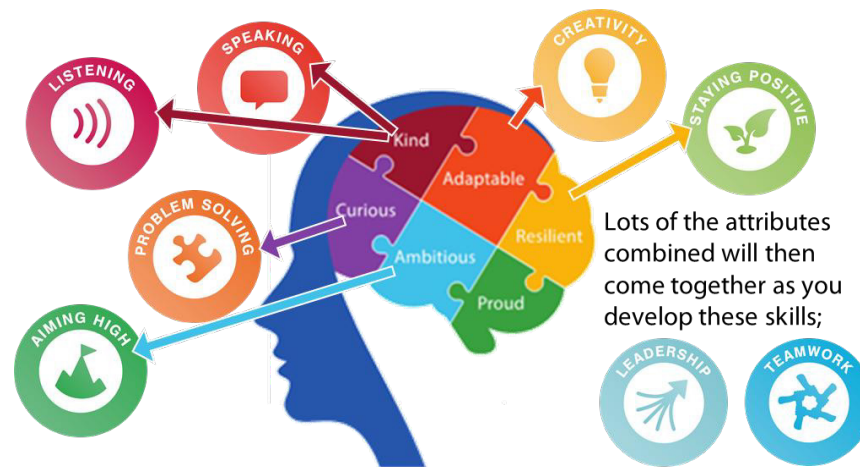 LISTENING
SPEAKING
CREATIVITY
STAYING POSITIVE
Kind
Adaptable
PROBLEM SOLVING
Curious
Resilient
Ambitious
Proud
AIMING HIGH
Lots of the attributes
combined will then
come together as you
develop these skills;
LEADERSHIP
TEAMWORK